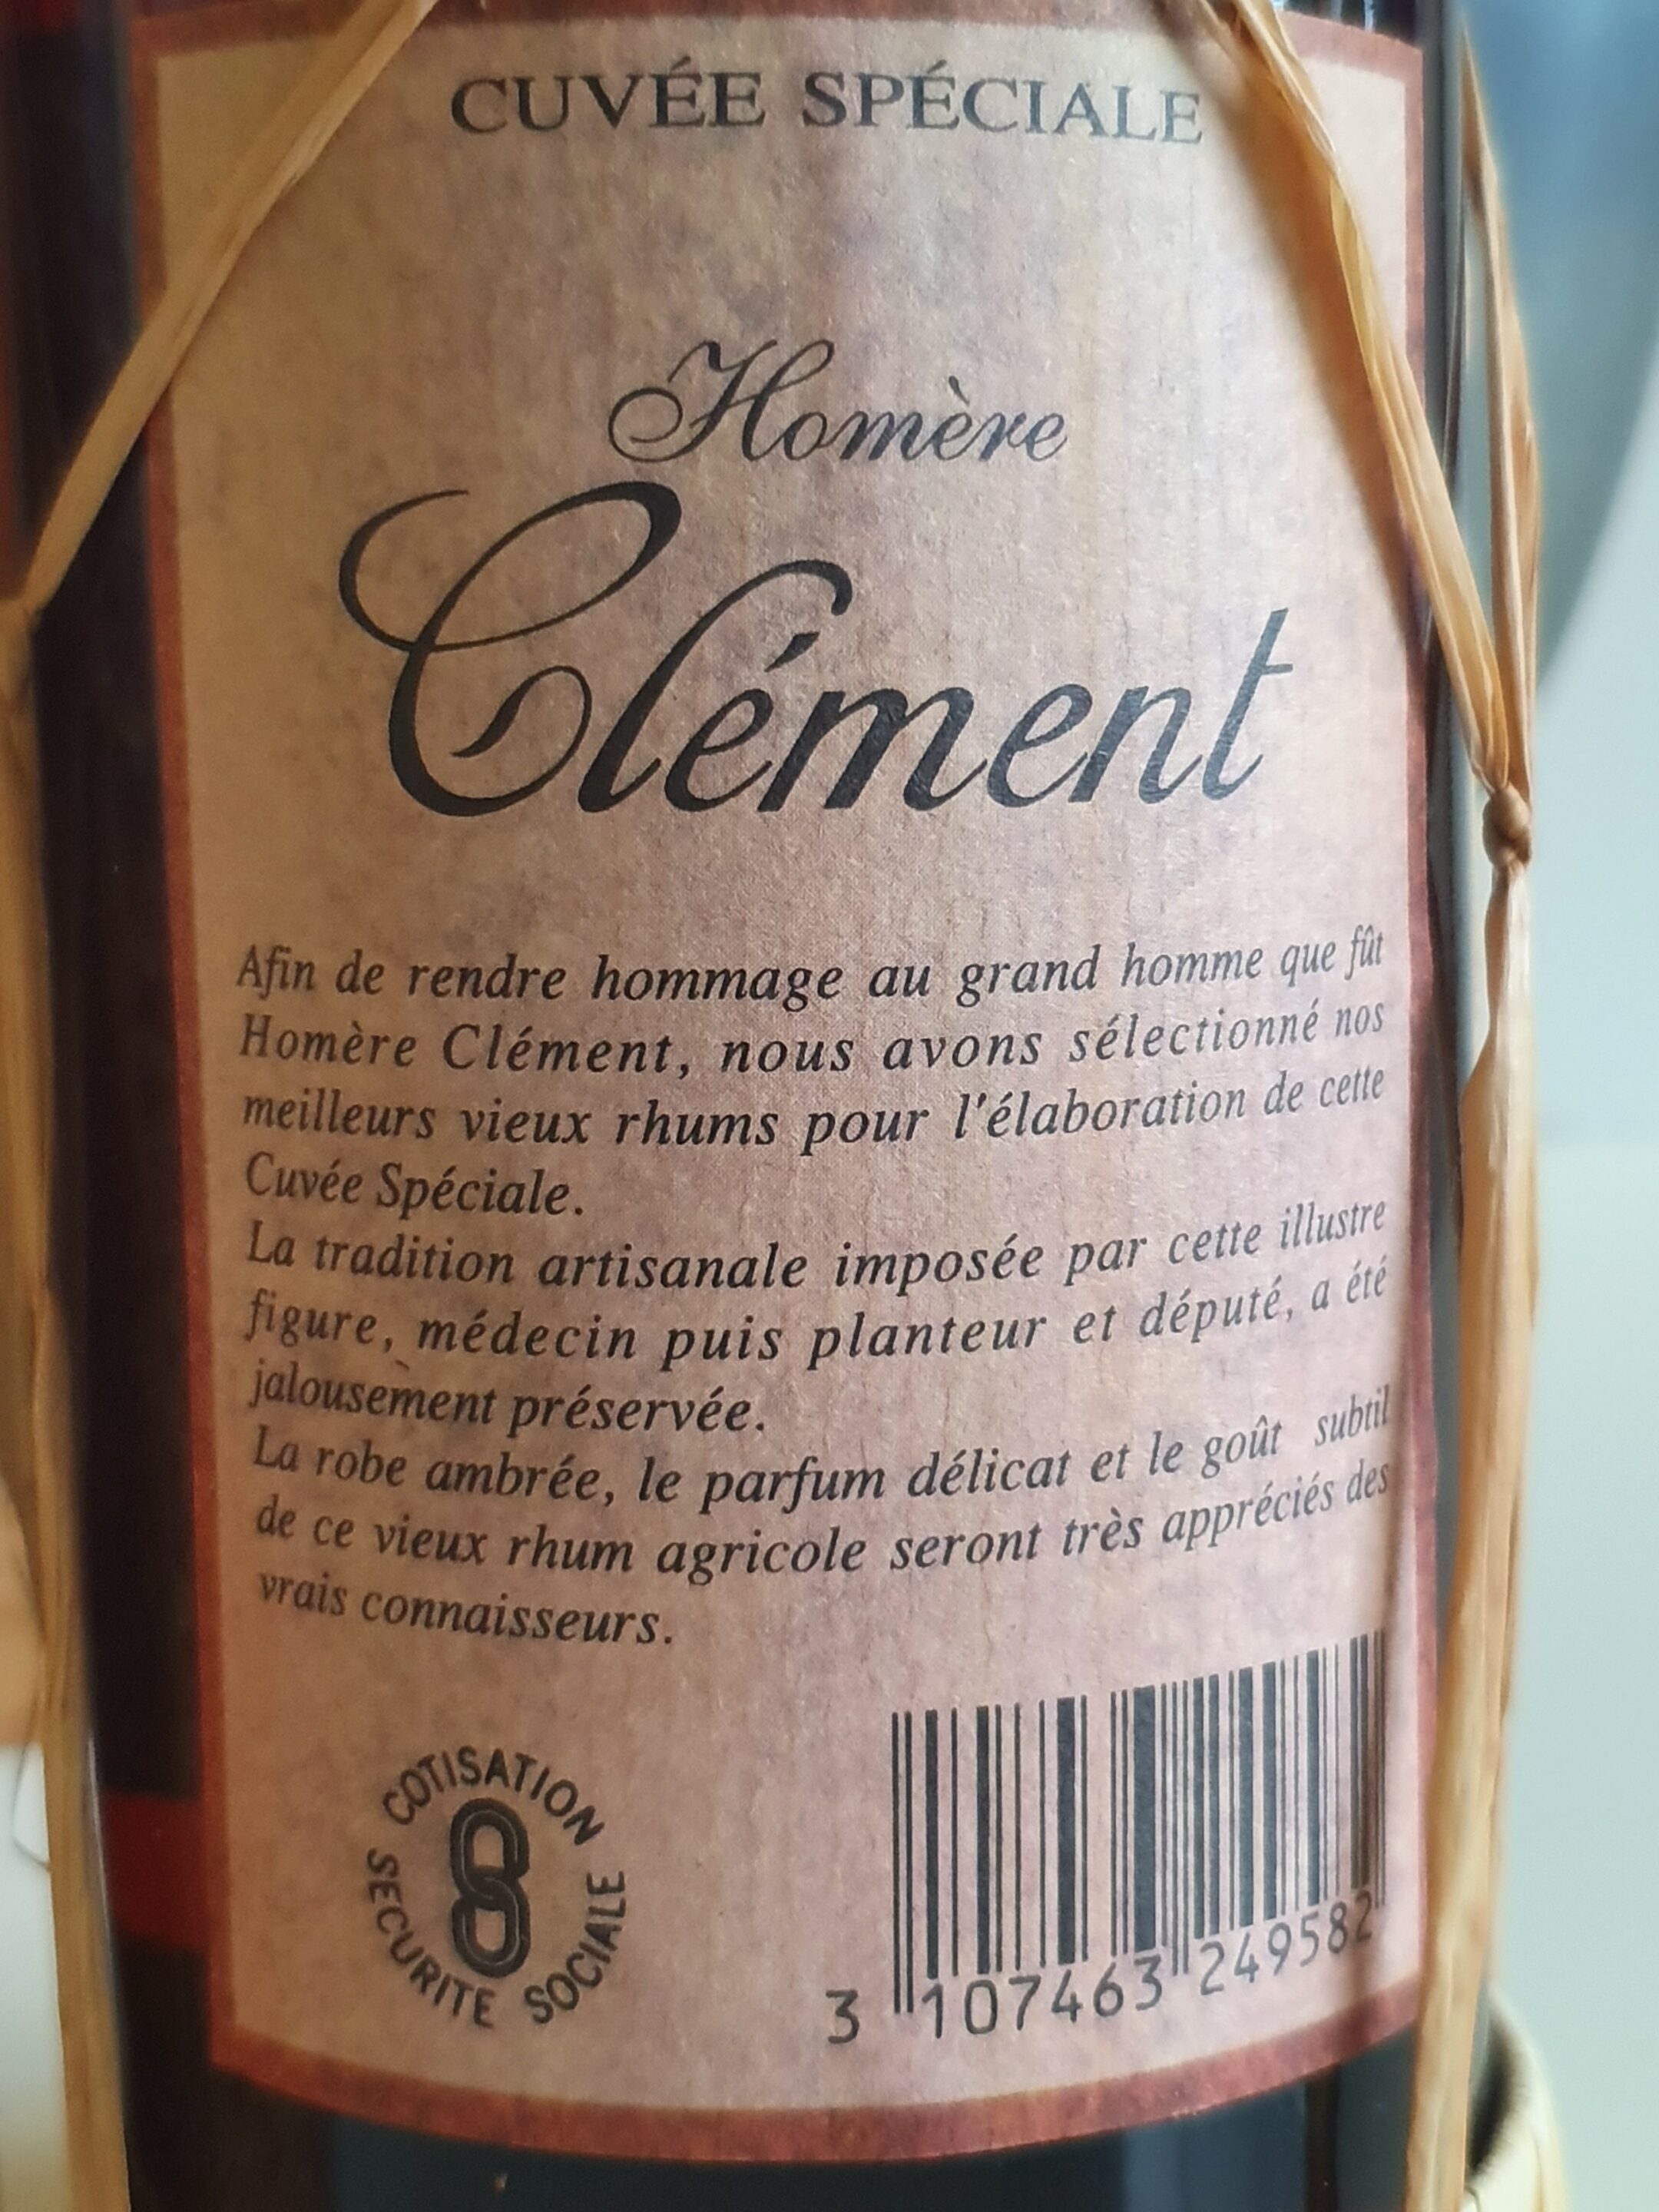 CUVÉE SPÉCIALE
Homère
Clément
Afin de rendre hommage au grand homme que fût
Homère Clément, nous avons sélectionné nos
meilleurs vieux rhums pour l'élaboration de cette
Cuvée Spéciale.
La tradition artisanale imposée par cette illustre
figure, médecin puis planteur et député, a été
jalousement préservée.
La robe ambrée, le parfum délicat et le goût subtil
de ce vieux rhum agricole seront très appréciés des
vrais connaisseurs.
COTISATION
SECURITE SOCIALE
3 107463 249582